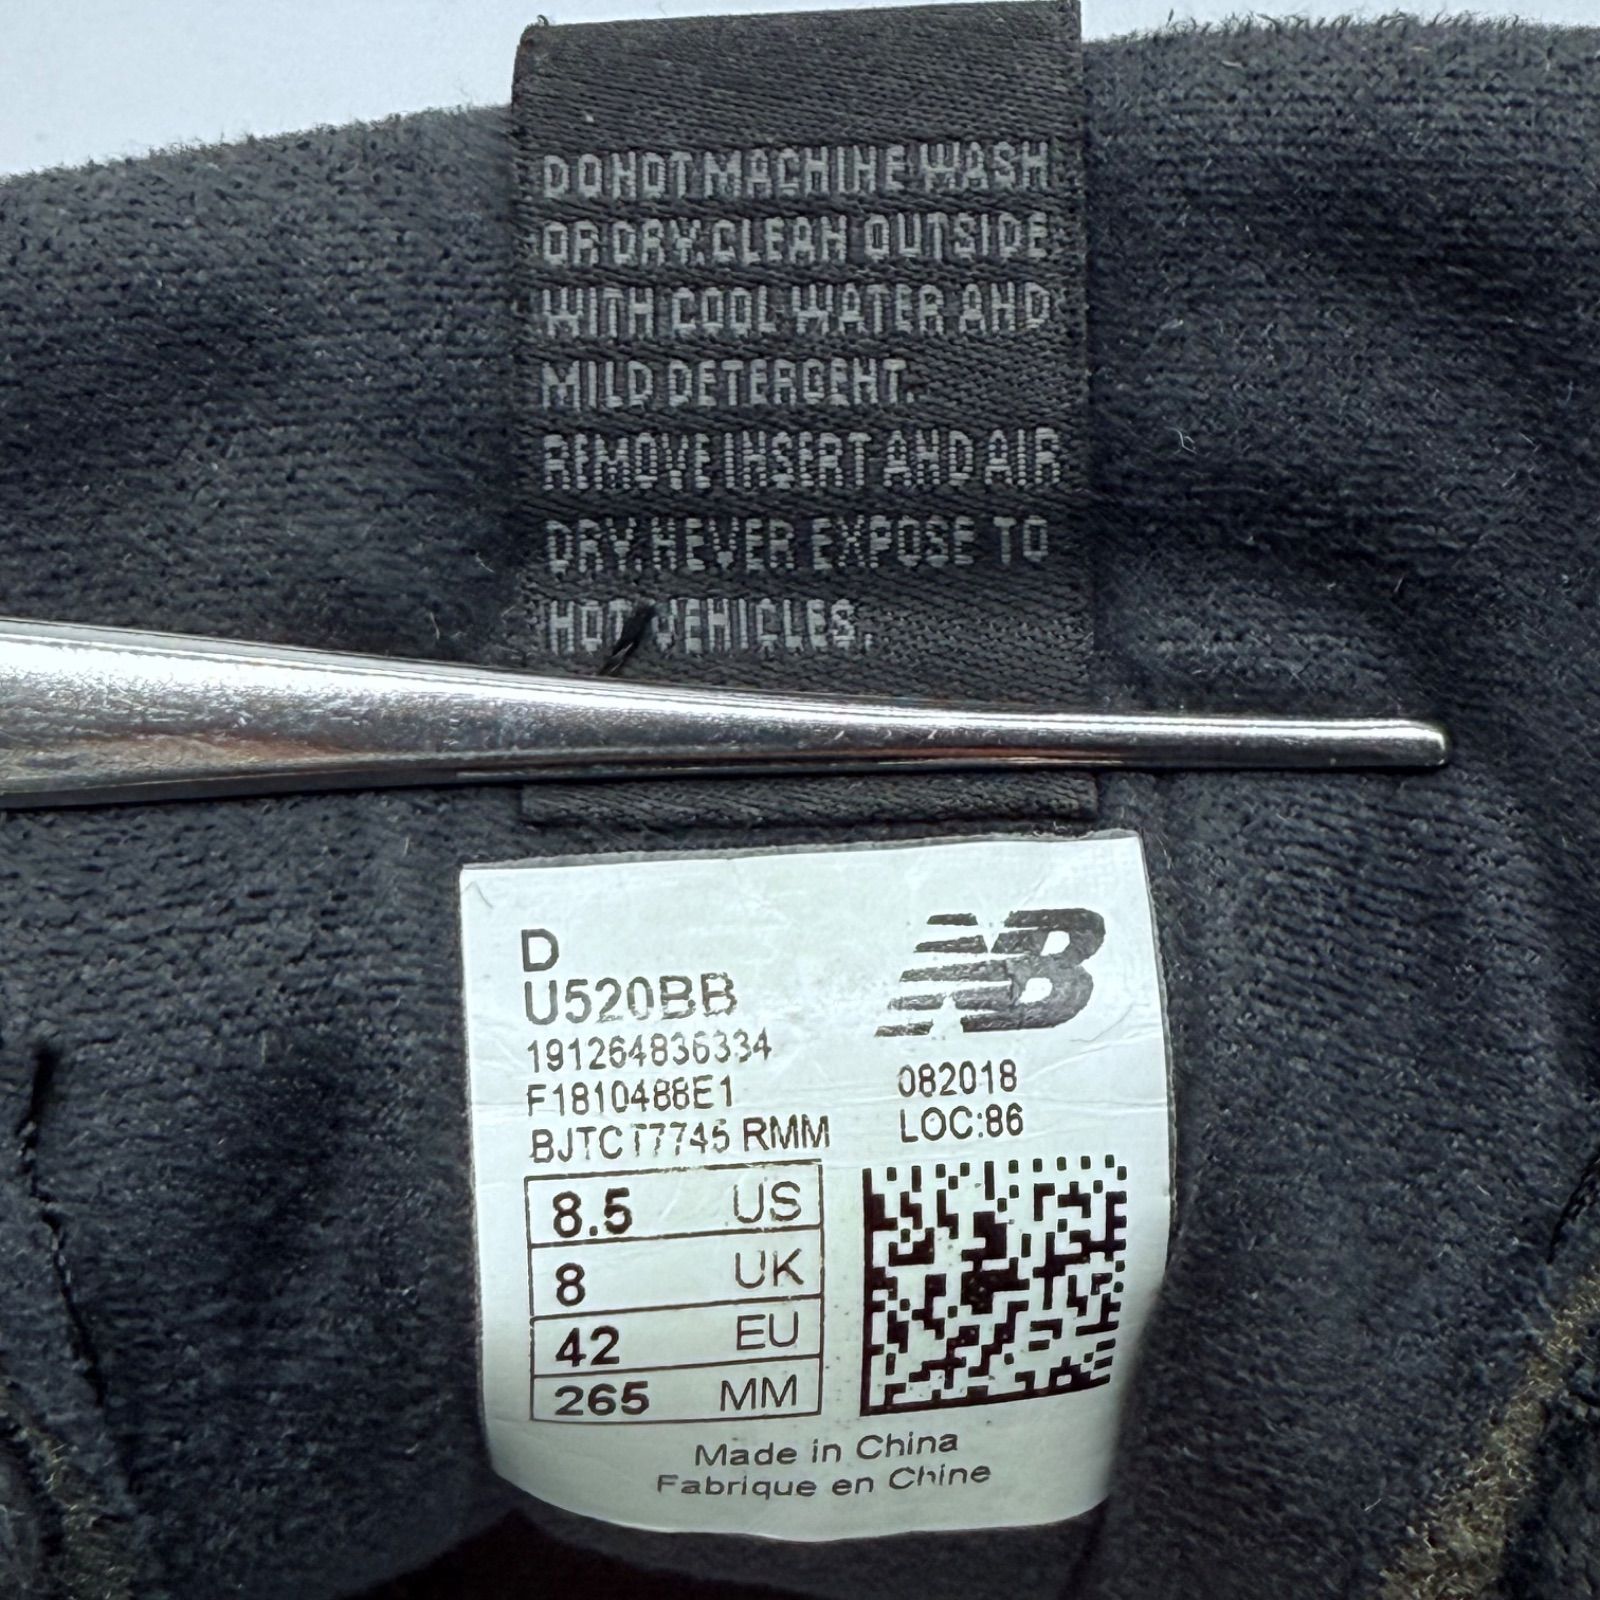 DO NOT MACHINE WASH
OR DRY.CLEAN OUTSIDE
WITH COOL WATER AND
MILD DETERGENT.
REMOVE INSERT AND AIR
DRY.NEVER EXPOSE TO
HOT VEHICLES.
D
U520BB
191264836334
F1810488E1
BJTCT7745 RMM
NB
082018
LOC:86
8.5 US
8 UK
42 EU
265 MM
Made in China
Fabrique en Chine